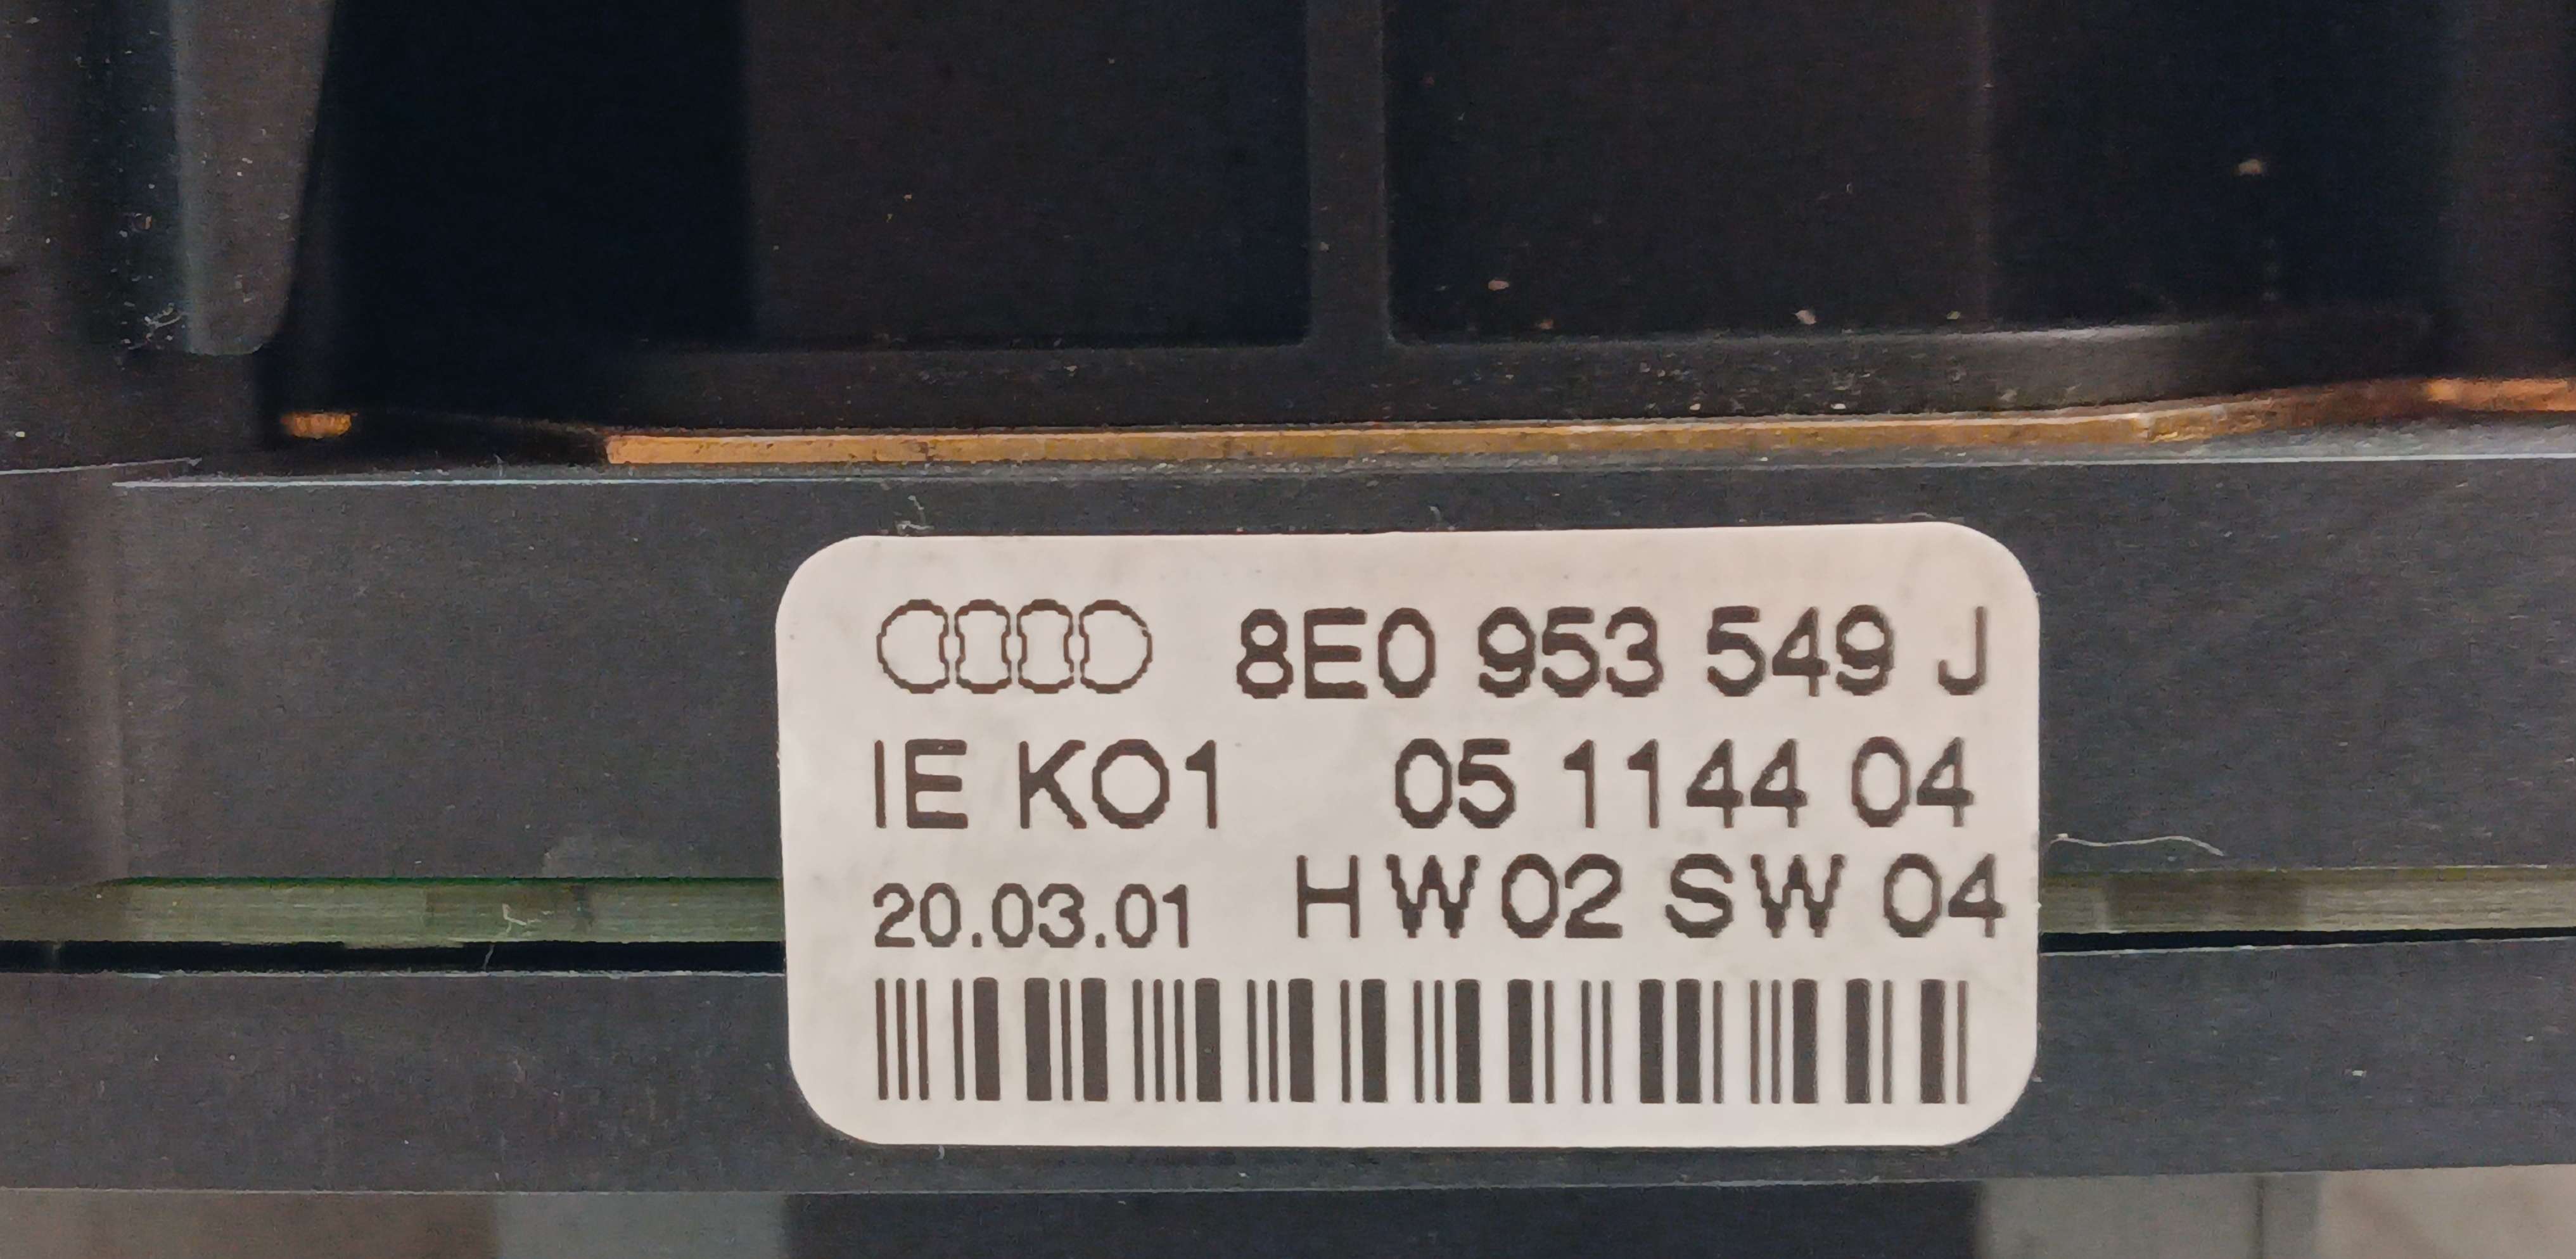 8E0 953 549 J
IE KO1 05 1144 04
20.03.01 HW02 SW 04